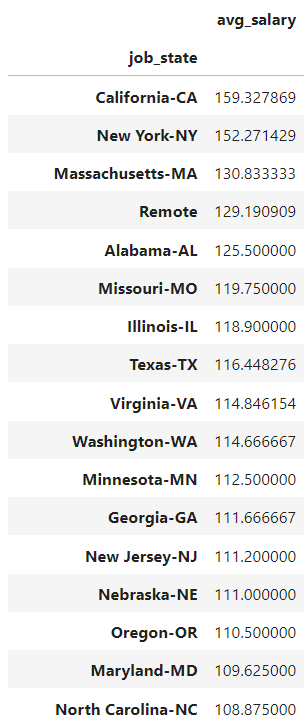 avg_salary
job_state
California-CA 159.327869
New York-NY 152.271429
Massachusetts-MA 130.833333
Remote 129.190909
Alabama-AL 125.500000
Missouri-MO 119.750000
Illinois-IL 118.900000
Texas-TX 116.448276
Virginia-VA 114.846154
Washington-WA 114.666667
Minnesota-MN 112.500000
Georgia-GA 111.666667
New Jersey-NJ 111.200000
Nebraska-NE 111.000000
Oregon-OR 110.500000
Maryland-MD 109.625000
North Carolina-NC 108.875000